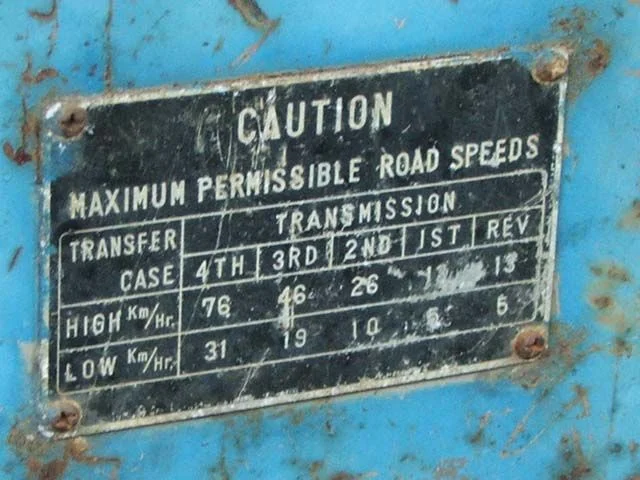 CAUTION
MAXIMUM PERMISSIBLE ROAD SPEEDS
TRANSFER CASE TRANSMISSION
4TH 3RD 2ND 1ST REV
HIGH Km/Hr. 76 46 26 13
LOW Km/Hr. 31 19 10 5